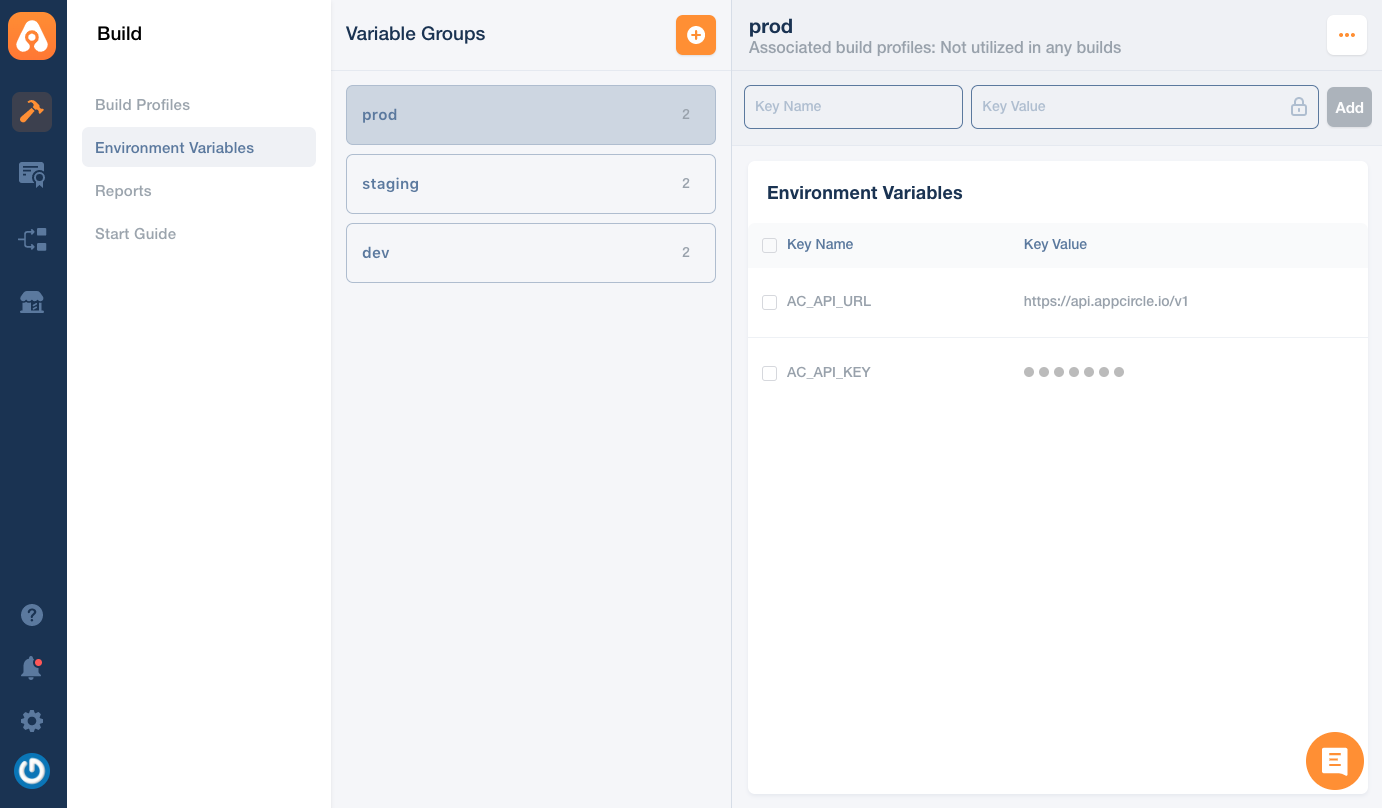 Build
Build Profiles
Environment Variables
Reports
Start Guide
Variable Groups
prod 2
staging 2
dev 2
prod
Associated build profiles: Not utilized in any builds
Key Name
Key Value
Add
Environment Variables
Key Name Key Value
AC_API_URL https://api.appcircle.io/v1
AC_API_KEY